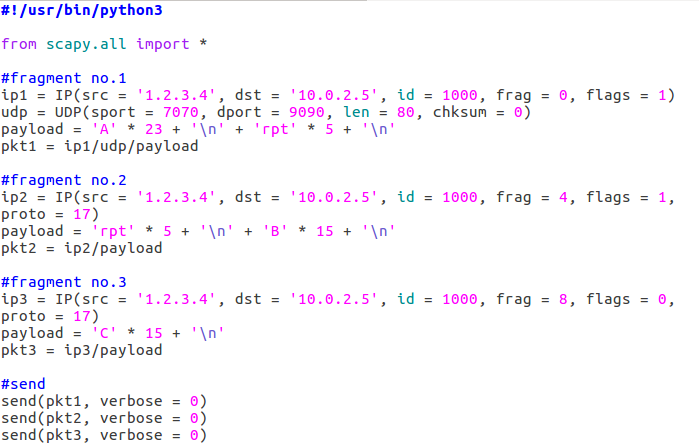 #!/usr/bin/python3
from scapy.all import *
#fragment no.1
ip1 = IP(src = '1.2.3.4', dst = '10.0.2.5', id = 1000, frag = 0, flags = 1)
udp = UDP(sport = 7070, dport = 9090, len = 80, chksum = 0)
payload = 'A' * 23 + '\n' + 'rpt' * 5 + '\n'
pkt1 = ip1/udp/payload
#fragment no.2
ip2 = IP(src = '1.2.3.4', dst = '10.0.2.5', id = 1000, frag = 4, flags = 1,
proto = 17)
payload = 'rpt' * 5 + '\n' + 'B' * 15 + '\n'
pkt2 = ip2/payload
#fragment no.3
ip3 = IP(src = '1.2.3.4', dst = '10.0.2.5', id = 1000, frag = 8, flags = 0,
proto = 17)
payload = 'C' * 15 + '\n'
pkt3 = ip3/payload
#send
send(pkt1, verbose = 0)
send(pkt2, verbose = 0)
send(pkt3, verbose = 0)